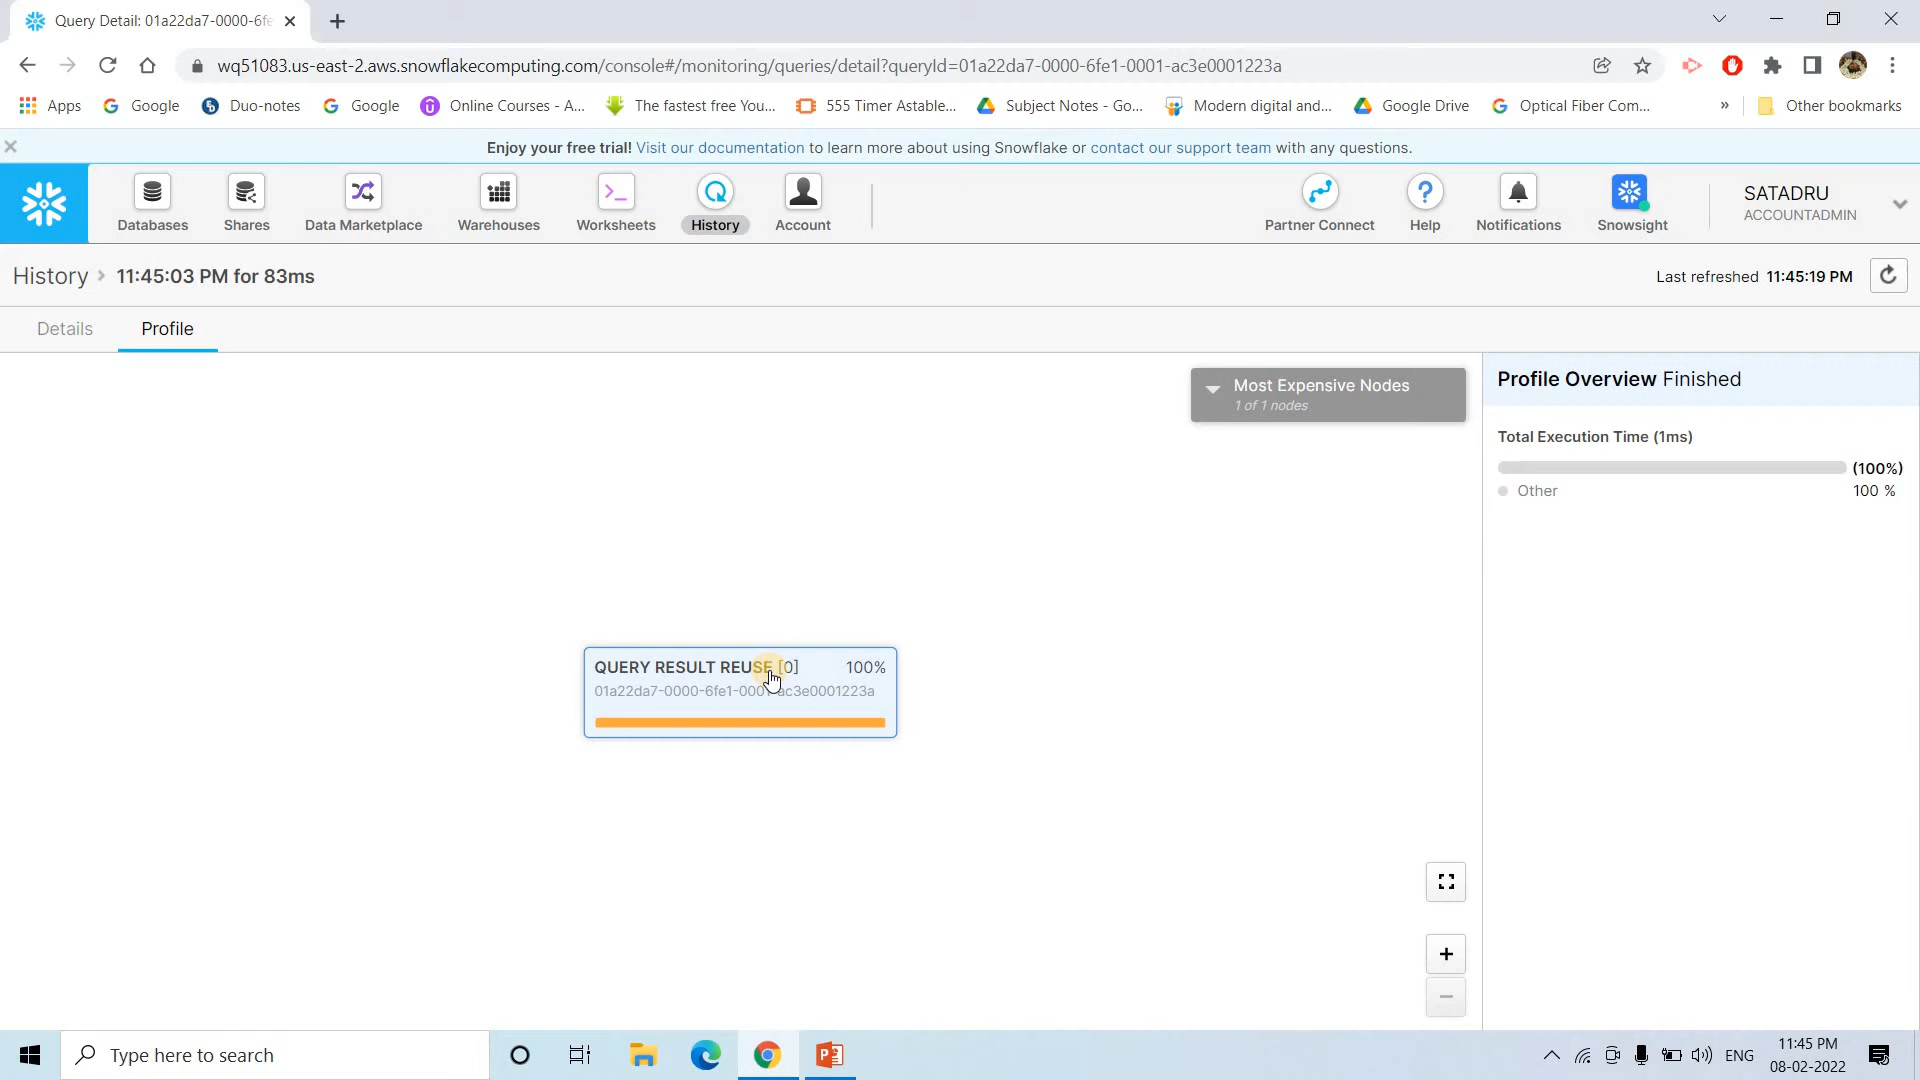 Query Detail: 01a22da7-0000-6fe
wq51083.us-east-2.aws.snowflakecomputing.com/console#/monitoring/queries/detail?queryId=01a22da7-0000-6fe1-0001-ac3e0001223a
Apps Google Duo-notes Google Online Courses - A... The fastest free You... 555 Timer Astable... Subject Notes - Go... Modern digital and... Google Drive Optical Fiber Com... » Other bookmarks
Enjoy your free trial! Visit our documentation to learn more about using Snowflake or contact our support team with any questions.
Databases Shares Data Marketplace Warehouses Worksheets History Account Partner Connect Help Notifications Snowsight
SATADRU
ACCOUNTADMIN
History > 11:45:03 PM for 83ms
Last refreshed 11:45:19 PM
Details Profile
Most Expensive Nodes
1 of 1 nodes
Profile Overview Finished
Total Execution Time (1ms)
(100%)
Other 100 %
QUERY RESULT REUSE [0] 100%
01a22da7-0000-6fe1-0001-ac3e0001223a
Type here to search
ENG
11:45 PM
08-02-2022